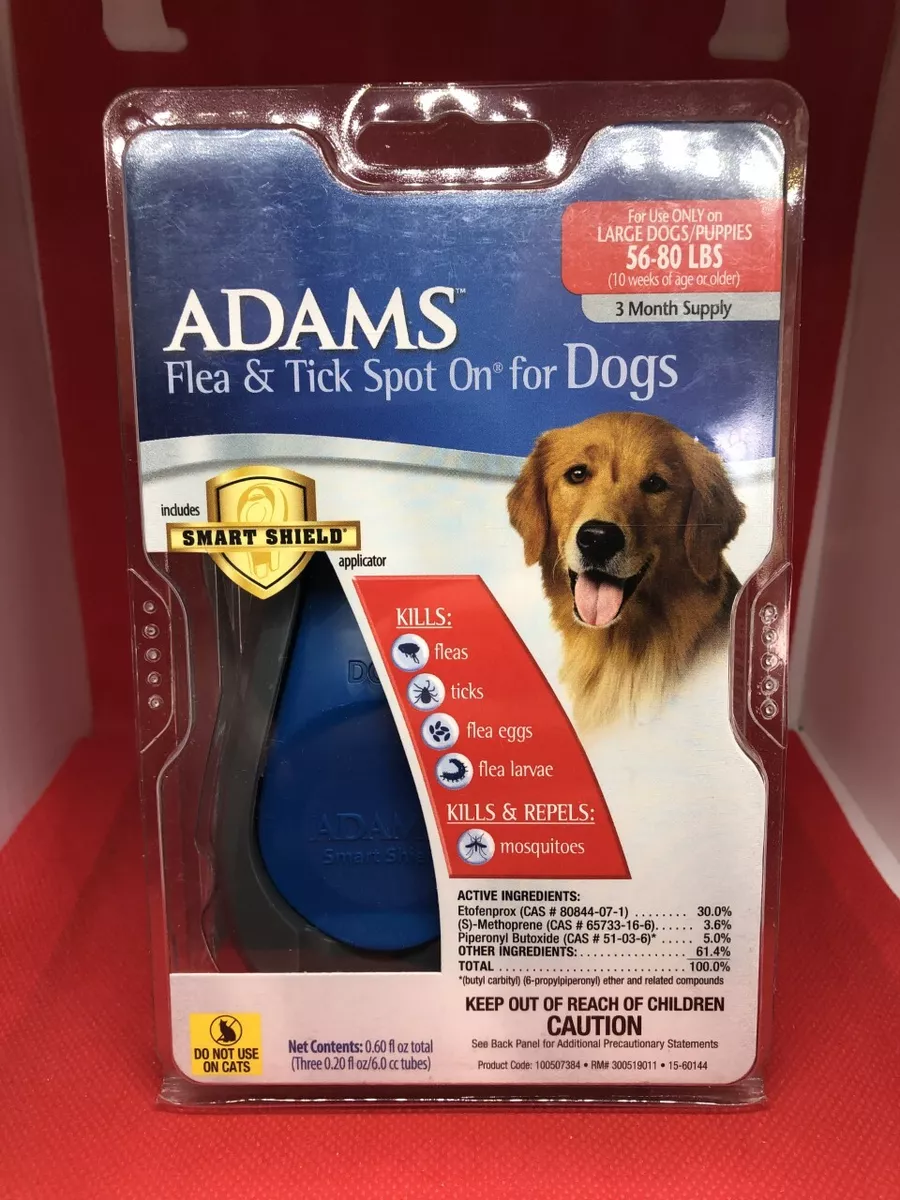 For Use ONLY on
LARGE DOGS/PUPPIES
56-80 LBS
(10 weeks of age or older)
3 Month Supply
ADAMS™
Flea & Tick Spot On® for Dogs
includes
SMART SHIELD®
applicator
KILLS:
fleas
ticks
flea eggs
flea larvae
KILLS & REPELS:
mosquitoes
ADAM
Smart Shie
ACTIVE INGREDIENTS:
Etofenprox (CAS # 80844-07-1) ........ 30.0%
(S)-Methoprene (CAS # 65733-16-6)...... 3.6%
Piperonyl Butoxide (CAS # 51-03-6)* ..... 5.0%
OTHER INGREDIENTS:.............. 61.4%
TOTAL ........................ 100.0%
*(butyl carbityl) (6-propylpiperonyl) ether and related compounds
KEEP OUT OF REACH OF CHILDREN
CAUTION
See Back Panel for Additional Precautionary Statements
Product Code: 100507384 • RM# 300519011 • 15-60144
DO NOT USE
ON CATS
Net Contents: 0.60 fl oz total
(Three 0.20 fl oz/6.0 cc tubes)